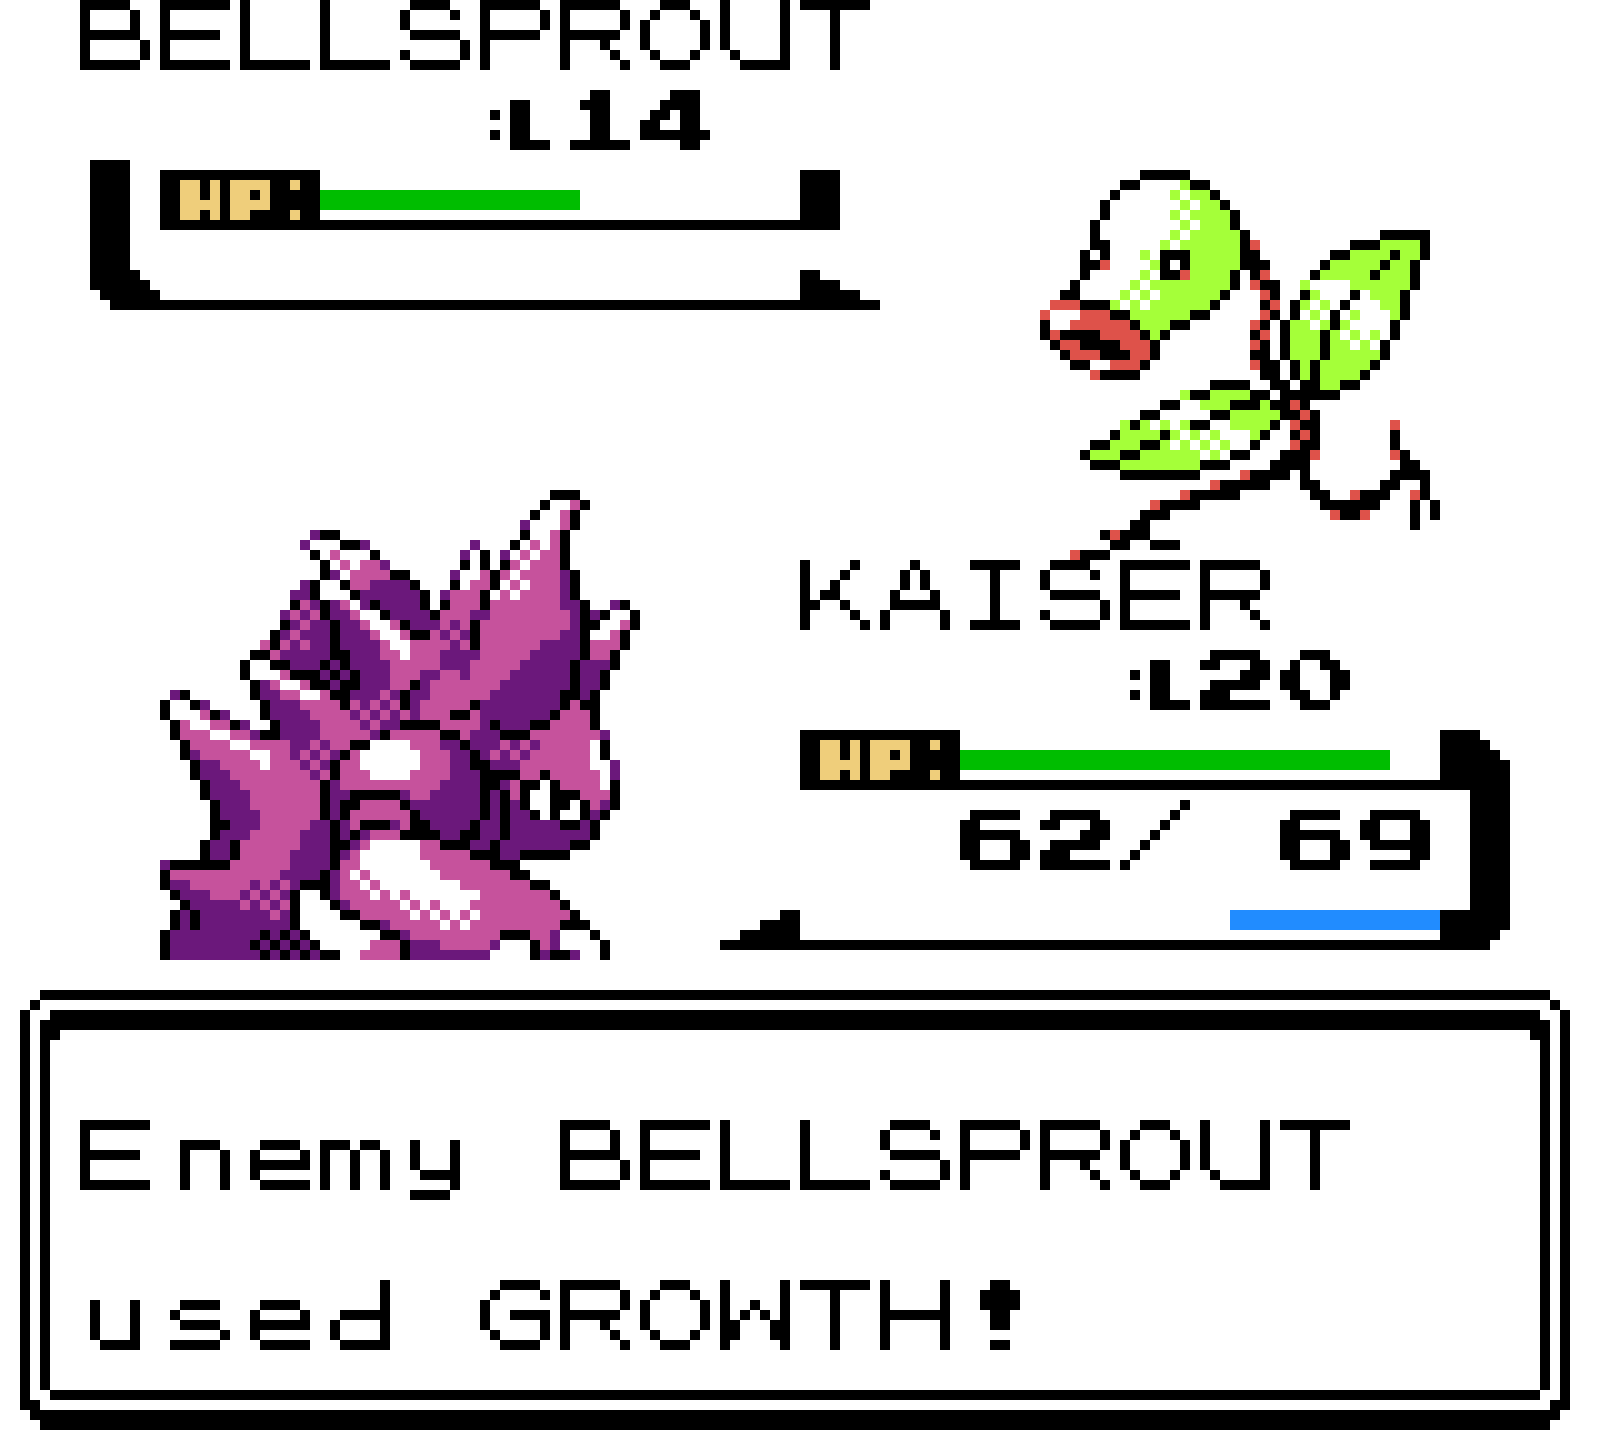 BELLSPROUT
:L14
HP:
KAISER
:L20
HP:
62/ 69
Enemy BELLSPROUT
used GROWTH!